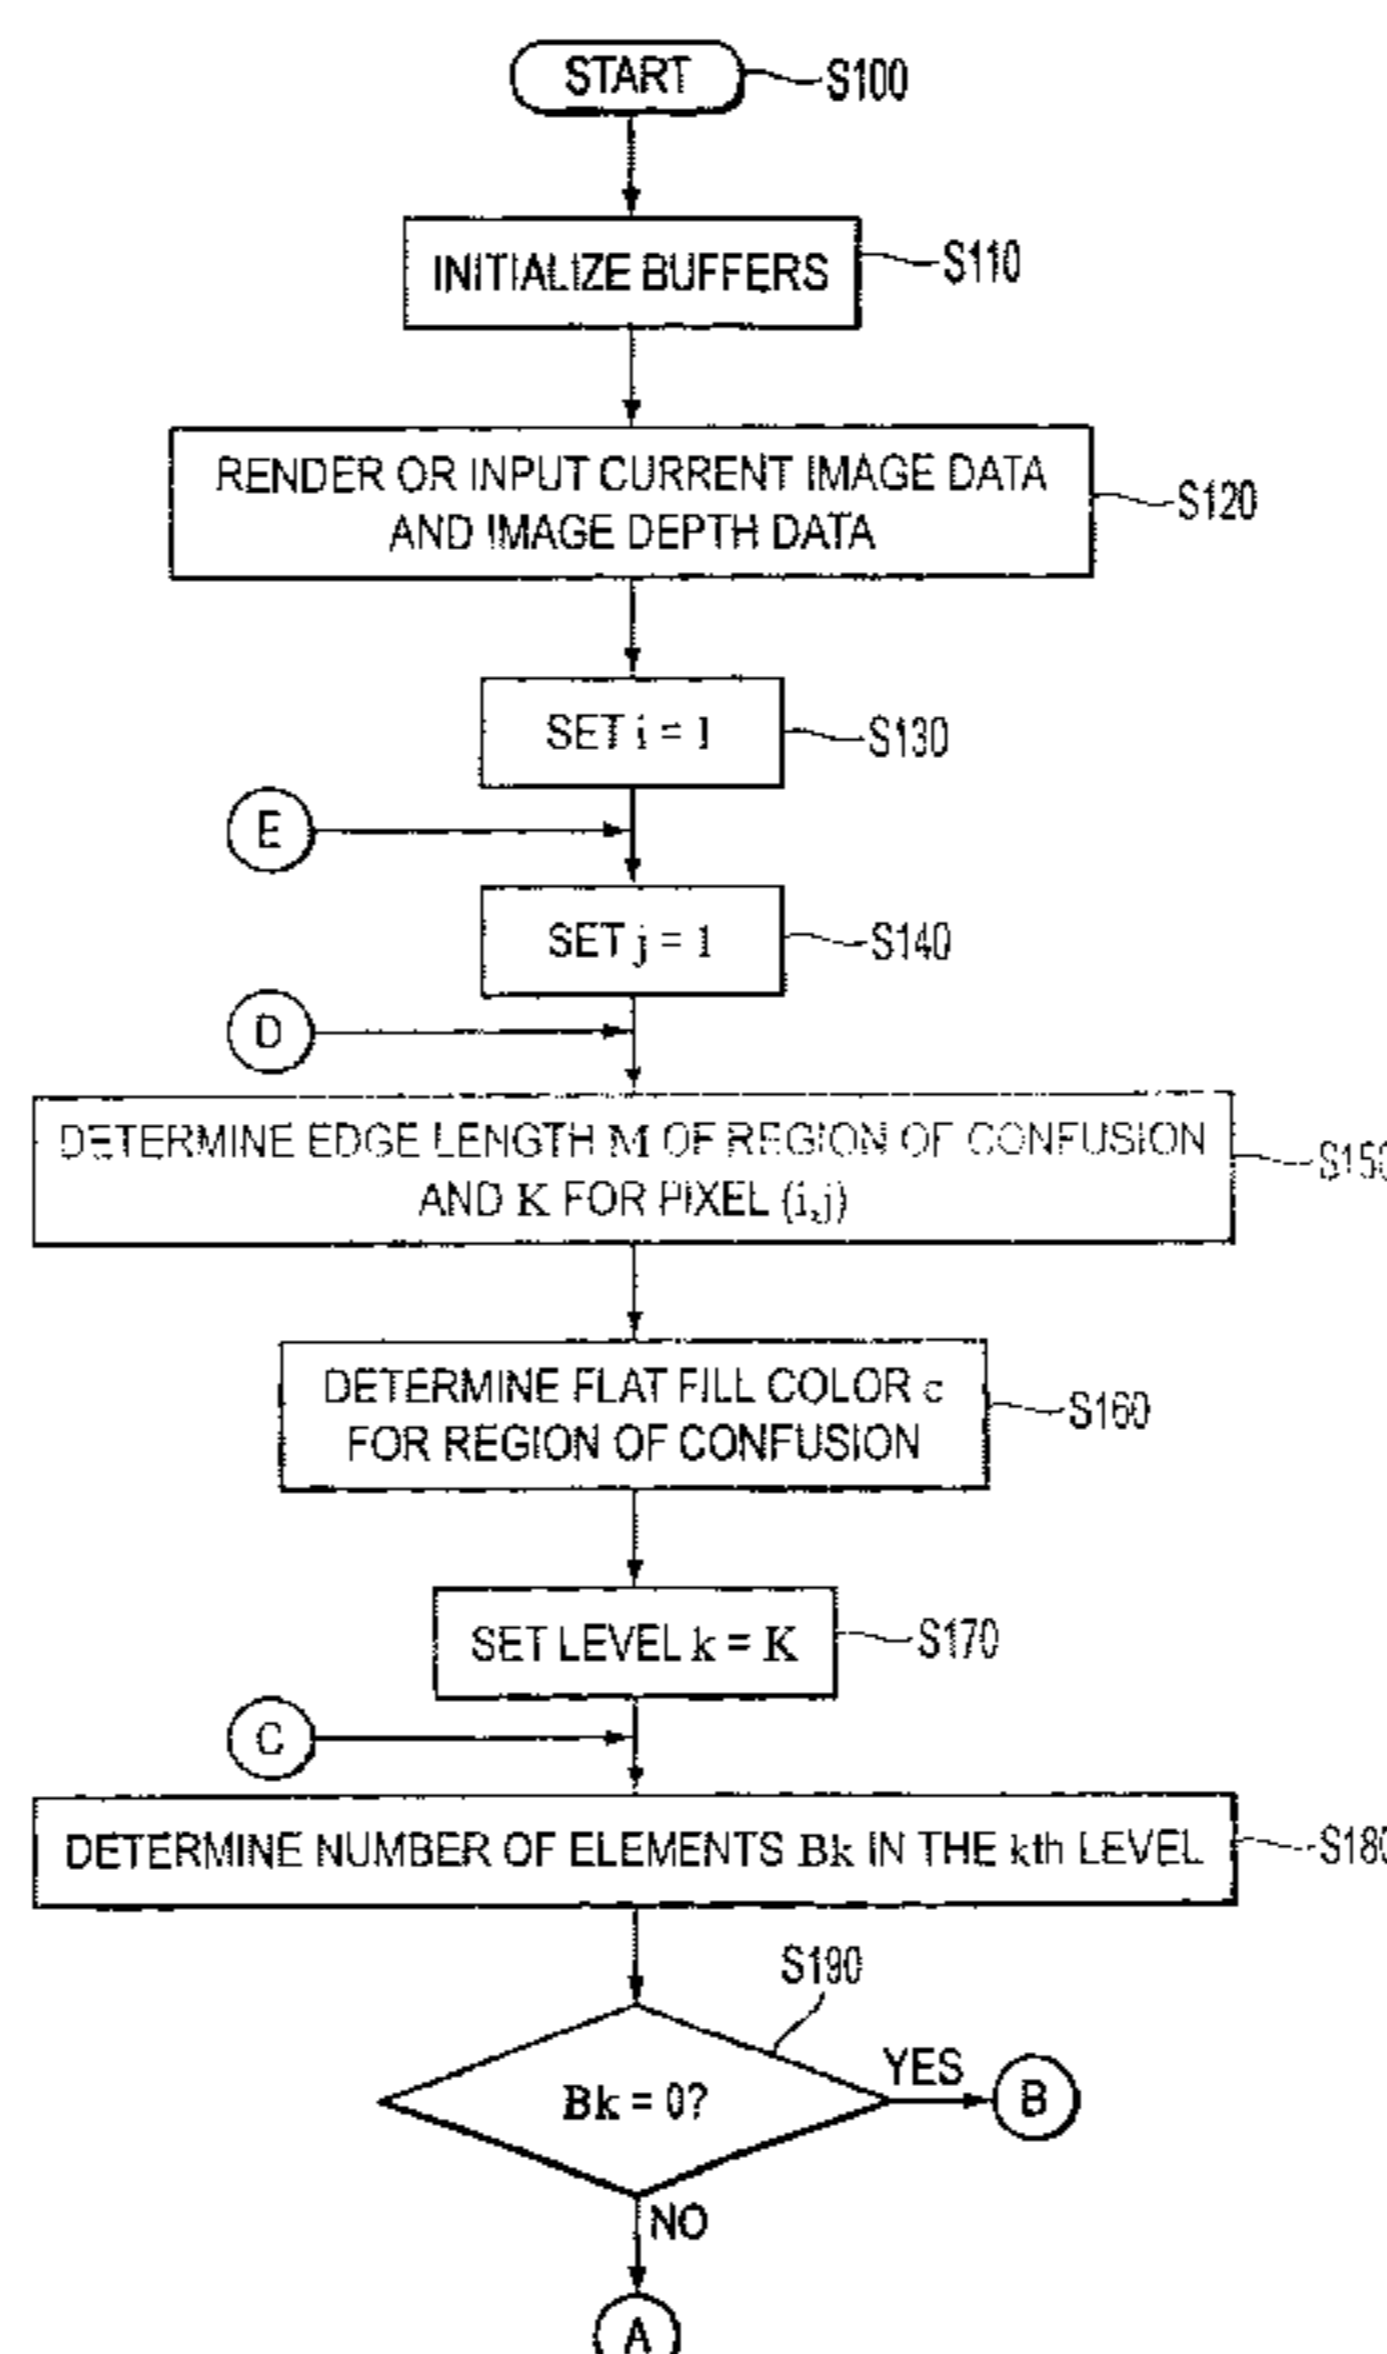 START
S100
INITIALIZE BUFFERS
S110
RENDER OR INPUT CURRENT IMAGE DATA
AND IMAGE DEPTH DATA
S120
SET i = 1
S130
E
SET j = 1
S140
D
DETERMINE EDGE LENGTH M OF REGION OF CONFUSION
AND K FOR PIXEL (i,j)
S150
DETERMINE FLAT FILL COLOR c
FOR REGION OF CONFUSION
S160
SET LEVEL k = K
S170
C
DETERMINE NUMBER OF ELEMENTS Bk IN THE kth LEVEL
S180
S190
Bk = 0?
YES
B
NO
A